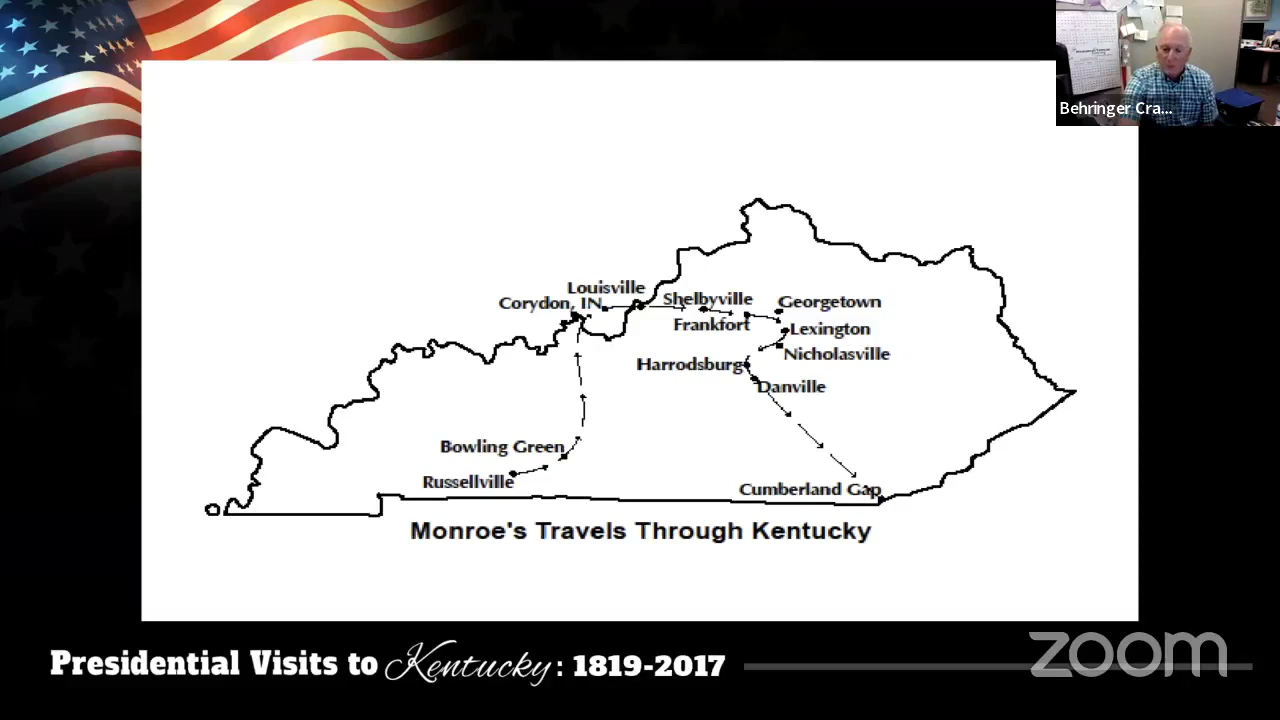 Behringer Cra...
Louisville
Corydon, IN
Shelbyville
Georgetown
Frankfort
Lexington
Nicholasville
Harrodsburg
Danville
Bowling Green
Russellville
Cumberland Gap
Monroe's Travels Through Kentucky
Presidential Visits to Kentucky: 1819-2017
zoom